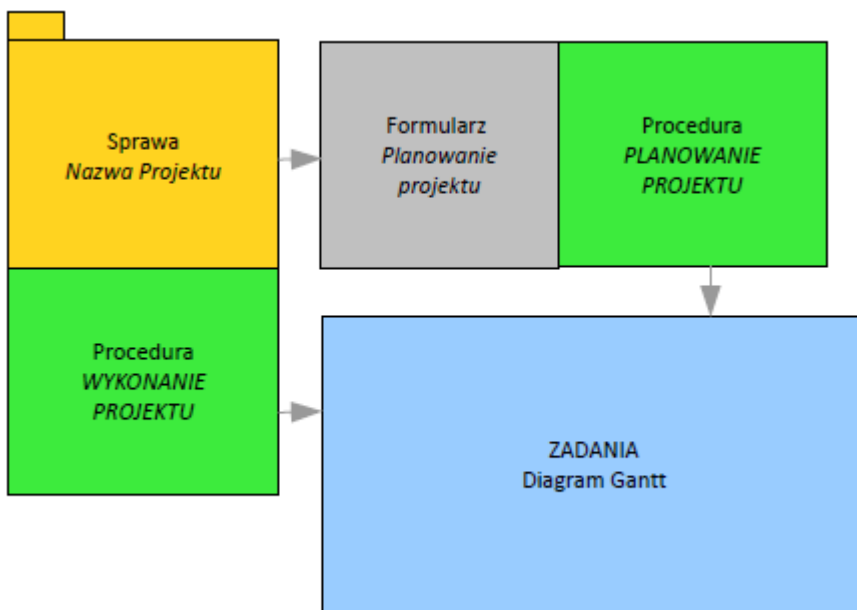 Sprawa
Nazwa Projektu
Formularz
Planowanie
projektu
Procedura
PLANOWANIE
PROJEKTU
Procedura
WYKONANIE
PROJEKTU
ZADANIA
Diagram Gantt